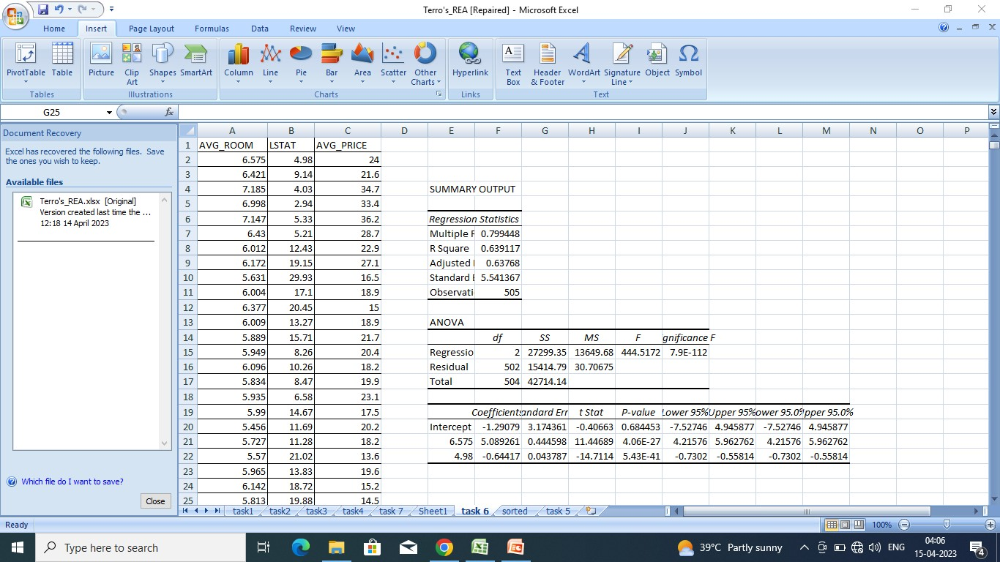 Terro's_REA [Repaired] - Microsoft Excel
Home Insert Page Layout Formulas Data Review View
PivotTable Table Picture Clip Art Shapes SmartArt Column Line Pie Bar Area Scatter Other Charts Hyperlink Text Box Header & Footer WordArt Signature Line Object Symbol
Tables Illustrations Charts Links Text
G25 fx
Document Recovery
Excel has recovered the following files. Save
the ones you wish to keep.
Available files
Terro's_REA.xlsx [Original]
Version created last time the ...
12:18 14 April 2023
Which file do I want to save?
Close
A B C D E F G H I J K L M N O P
1 AVG_ROOM LSTAT AVG_PRICE
2 6.575 4.98 24
3 6.421 9.14 21.6
4 7.185 4.03 34.7 SUMMARY OUTPUT
5 6.998 2.94 33.4
6 7.147 5.33 36.2 Regression Statistics
7 6.43 5.21 28.7 Multiple R 0.799448
8 6.012 12.43 22.9 R Square 0.639117
9 6.172 19.15 27.1 Adjusted 0.63768
10 5.631 29.93 16.5 Standard E 5.541367
11 6.004 17.1 18.9 Observati 505
12 6.377 20.45 15
13 6.009 13.27 18.9 ANOVA
14 5.889 15.71 21.7 df SS MS F gnificance F
15 5.949 8.26 20.4 Regressio 2 27299.35 13649.68 444.5172 7.9E-112
16 6.096 10.26 18.2 Residual 502 15414.79 30.70675
17 5.834 8.47 19.9 Total 504 42714.14
18 5.935 6.58 23.1
19 5.99 14.67 17.5 Coefficients andard Err t Stat P-value Lower 95% Upper 95% ower 95.0% pper 95.0%
20 5.456 11.69 20.2 Intercept -1.29079 3.174361 -0.40663 0.684453 -7.52746 4.945877 -7.52746 4.945877
21 5.727 11.28 18.2 6.575 5.089261 0.444598 11.44689 4.06E-27 4.21576 5.962762 4.21576 5.962762
22 5.57 21.02 13.6 4.98 -0.64417 0.043787 -14.7114 5.43E-41 -0.7302 -0.55814 -0.7302 -0.55814
23 5.965 13.83 19.6
24 6.142 18.72 15.2
25 5.813 19.88 14.5
task1 task2 task3 task4 task 7 Sheet1 task 6 sorted task 5
Ready 100%
Type here to search 39°C Partly sunny ENG 04:06
15-04-2023 4